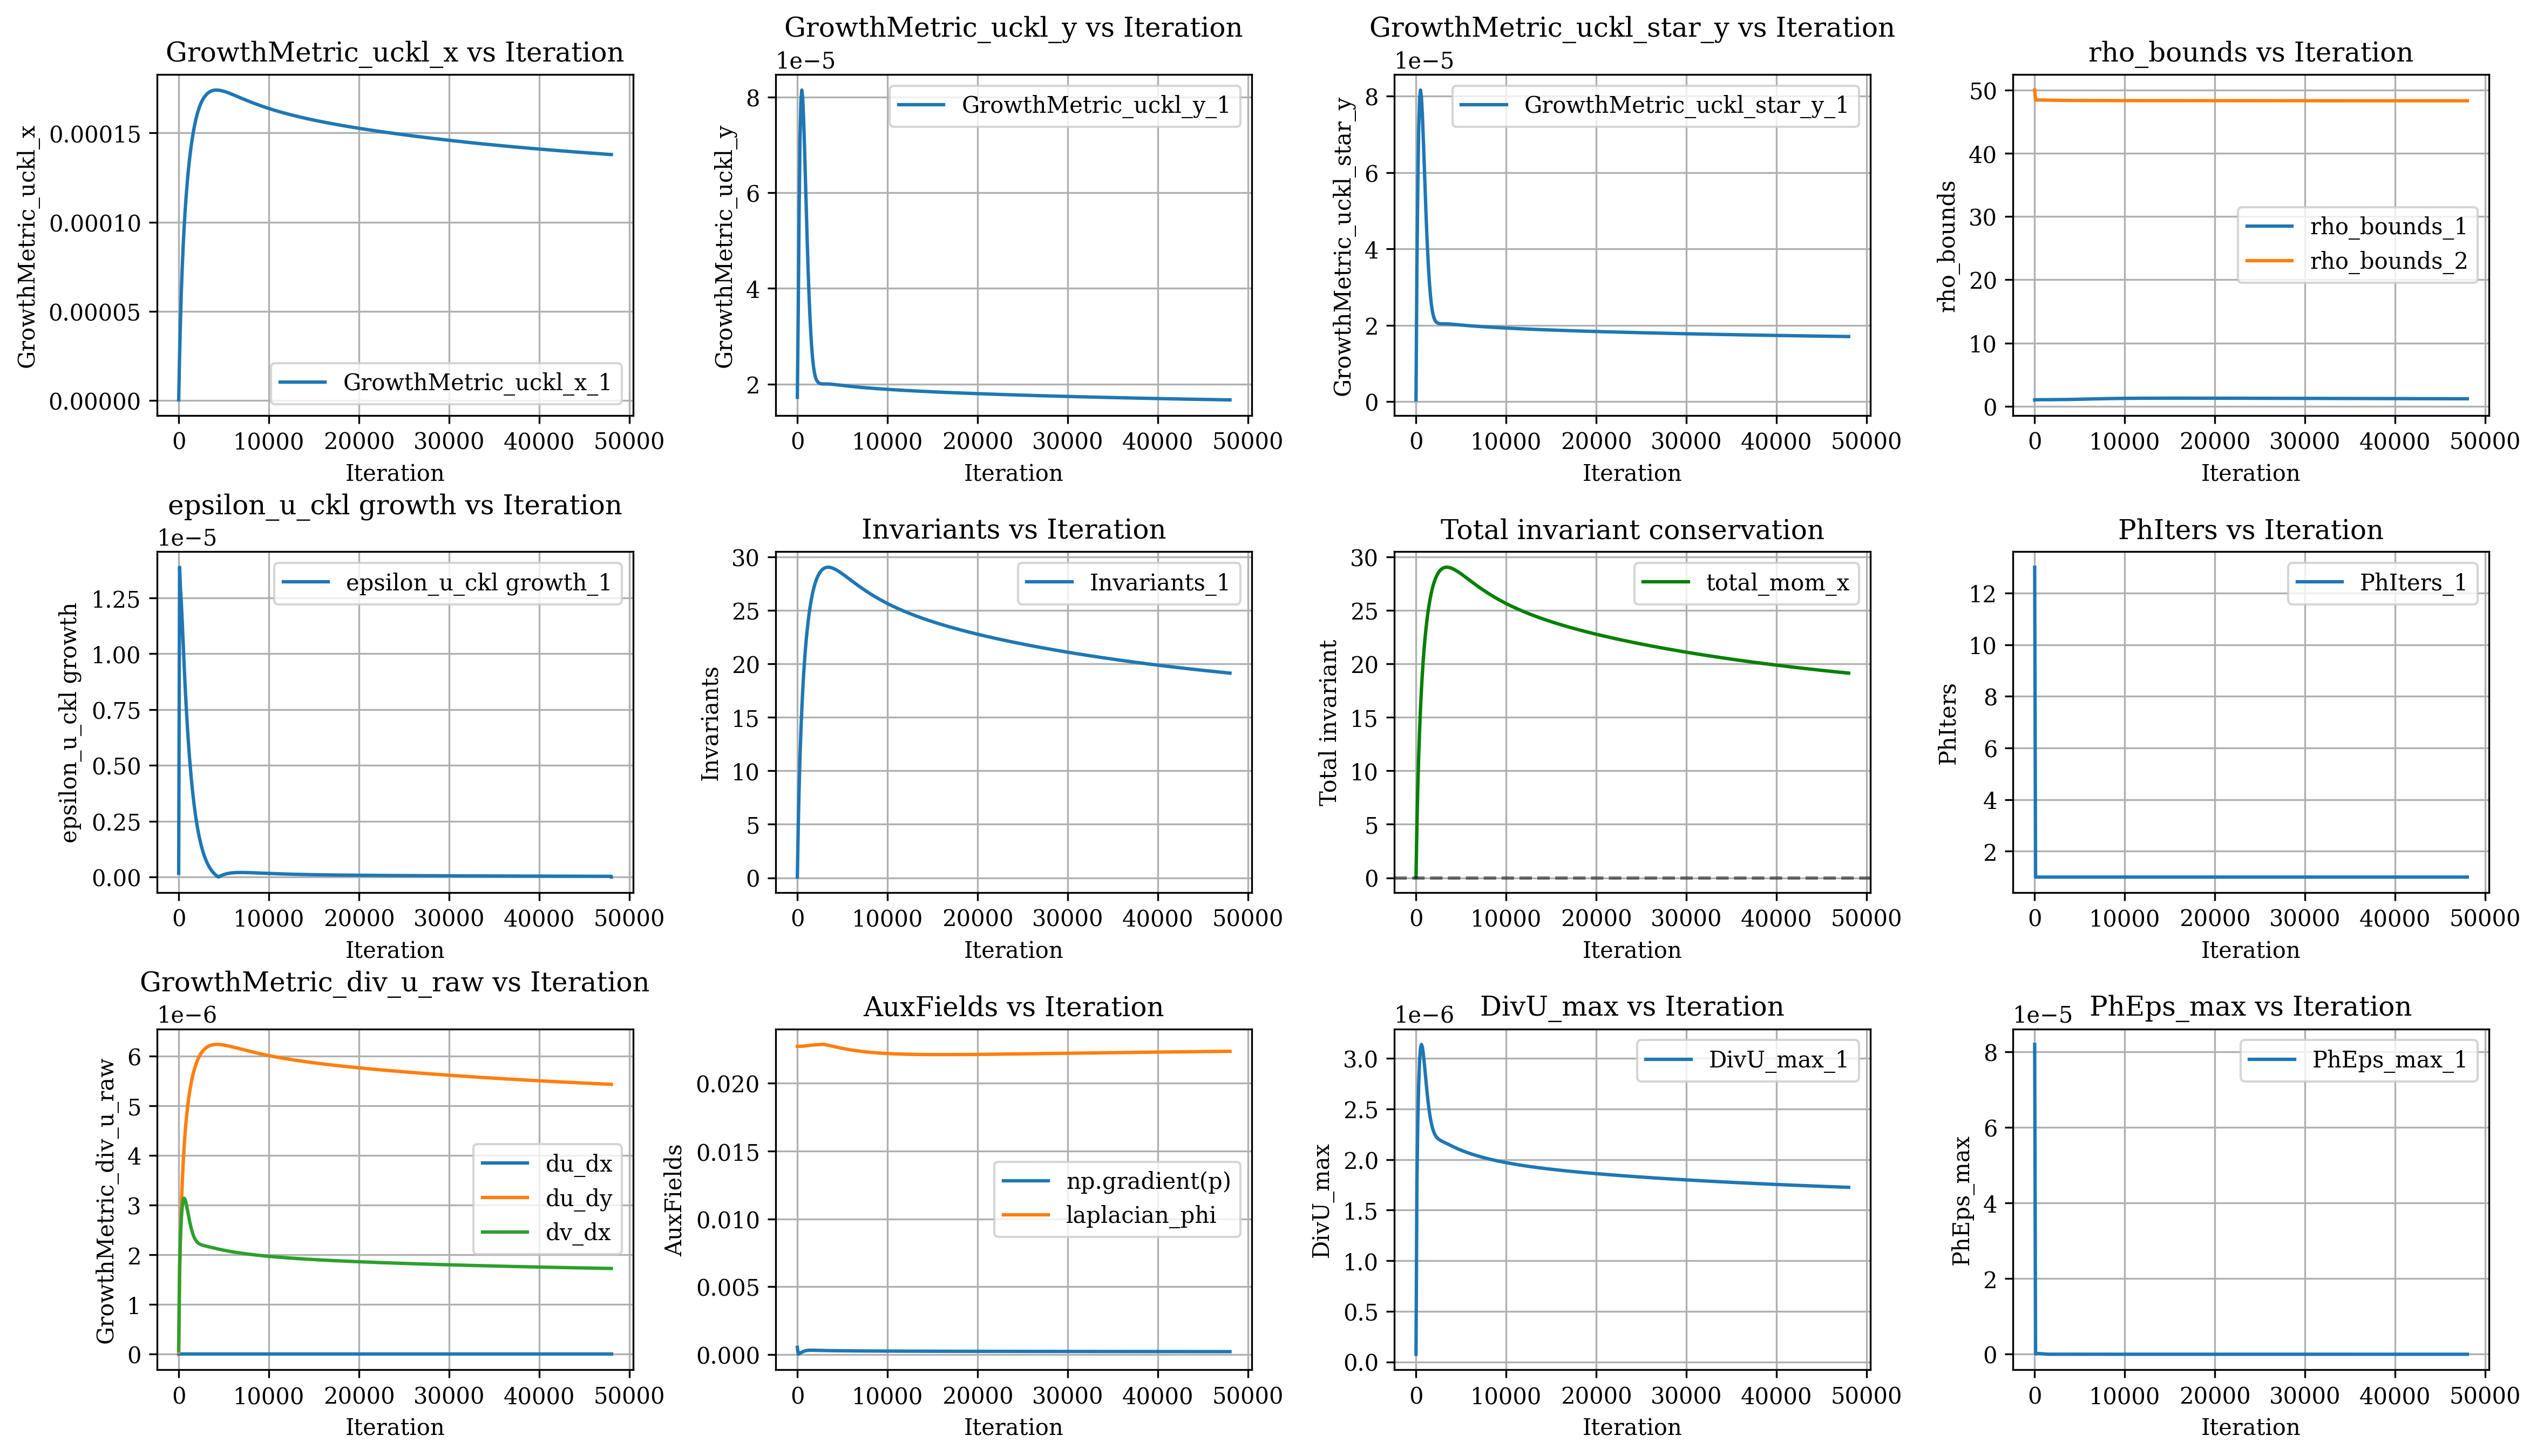 GrowthMetric_uckl_x vs Iteration
GrowthMetric_uckl_x
0.00015
0.00010
0.00005
0.00000
GrowthMetric_uckl_x_1
0 10000 20000 30000 40000 50000
Iteration
GrowthMetric_uckl_y vs Iteration
1e−5
GrowthMetric_uckl_y
8
6
4
2
GrowthMetric_uckl_y_1
0 10000 20000 30000 40000 50000
Iteration
GrowthMetric_uckl_star_y vs Iteration
1e−5
GrowthMetric_uckl_star_y
8
6
4
2
0
GrowthMetric_uckl_star_y_1
0 10000 20000 30000 40000 50000
Iteration
rho_bounds vs Iteration
rho_bounds
50
40
30
20
10
0
rho_bounds_1
rho_bounds_2
0 10000 20000 30000 40000 50000
Iteration
epsilon_u_ckl growth vs Iteration
1e−5
epsilon_u_ckl growth
1.25
1.00
0.75
0.50
0.25
0.00
epsilon_u_ckl growth_1
0 10000 20000 30000 40000 50000
Iteration
Invariants vs Iteration
Invariants
30
25
20
15
10
5
0
Invariants_1
0 10000 20000 30000 40000 50000
Iteration
Total invariant conservation
Total invariant
30
25
20
15
10
5
0
total_mom_x
0 10000 20000 30000 40000 50000
Iteration
PhIters vs Iteration
PhIters
12
10
8
6
4
2
PhIters_1
0 10000 20000 30000 40000 50000
Iteration
GrowthMetric_div_u_raw vs Iteration
1e−6
GrowthMetric_div_u_raw
6
5
4
3
2
1
0
du_dx
du_dy
dv_dx
0 10000 20000 30000 40000 50000
Iteration
AuxFields vs Iteration
AuxFields
0.020
0.015
0.010
0.005
0.000
np.gradient(p)
laplacian_phi
0 10000 20000 30000 40000 50000
Iteration
DivU_max vs Iteration
1e−6
DivU_max
3.0
2.5
2.0
1.5
1.0
0.5
0.0
DivU_max_1
0 10000 20000 30000 40000 50000
Iteration
PhEps_max vs Iteration
1e−5
PhEps_max
8
6
4
2
0
PhEps_max_1
0 10000 20000 30000 40000 50000
Iteration